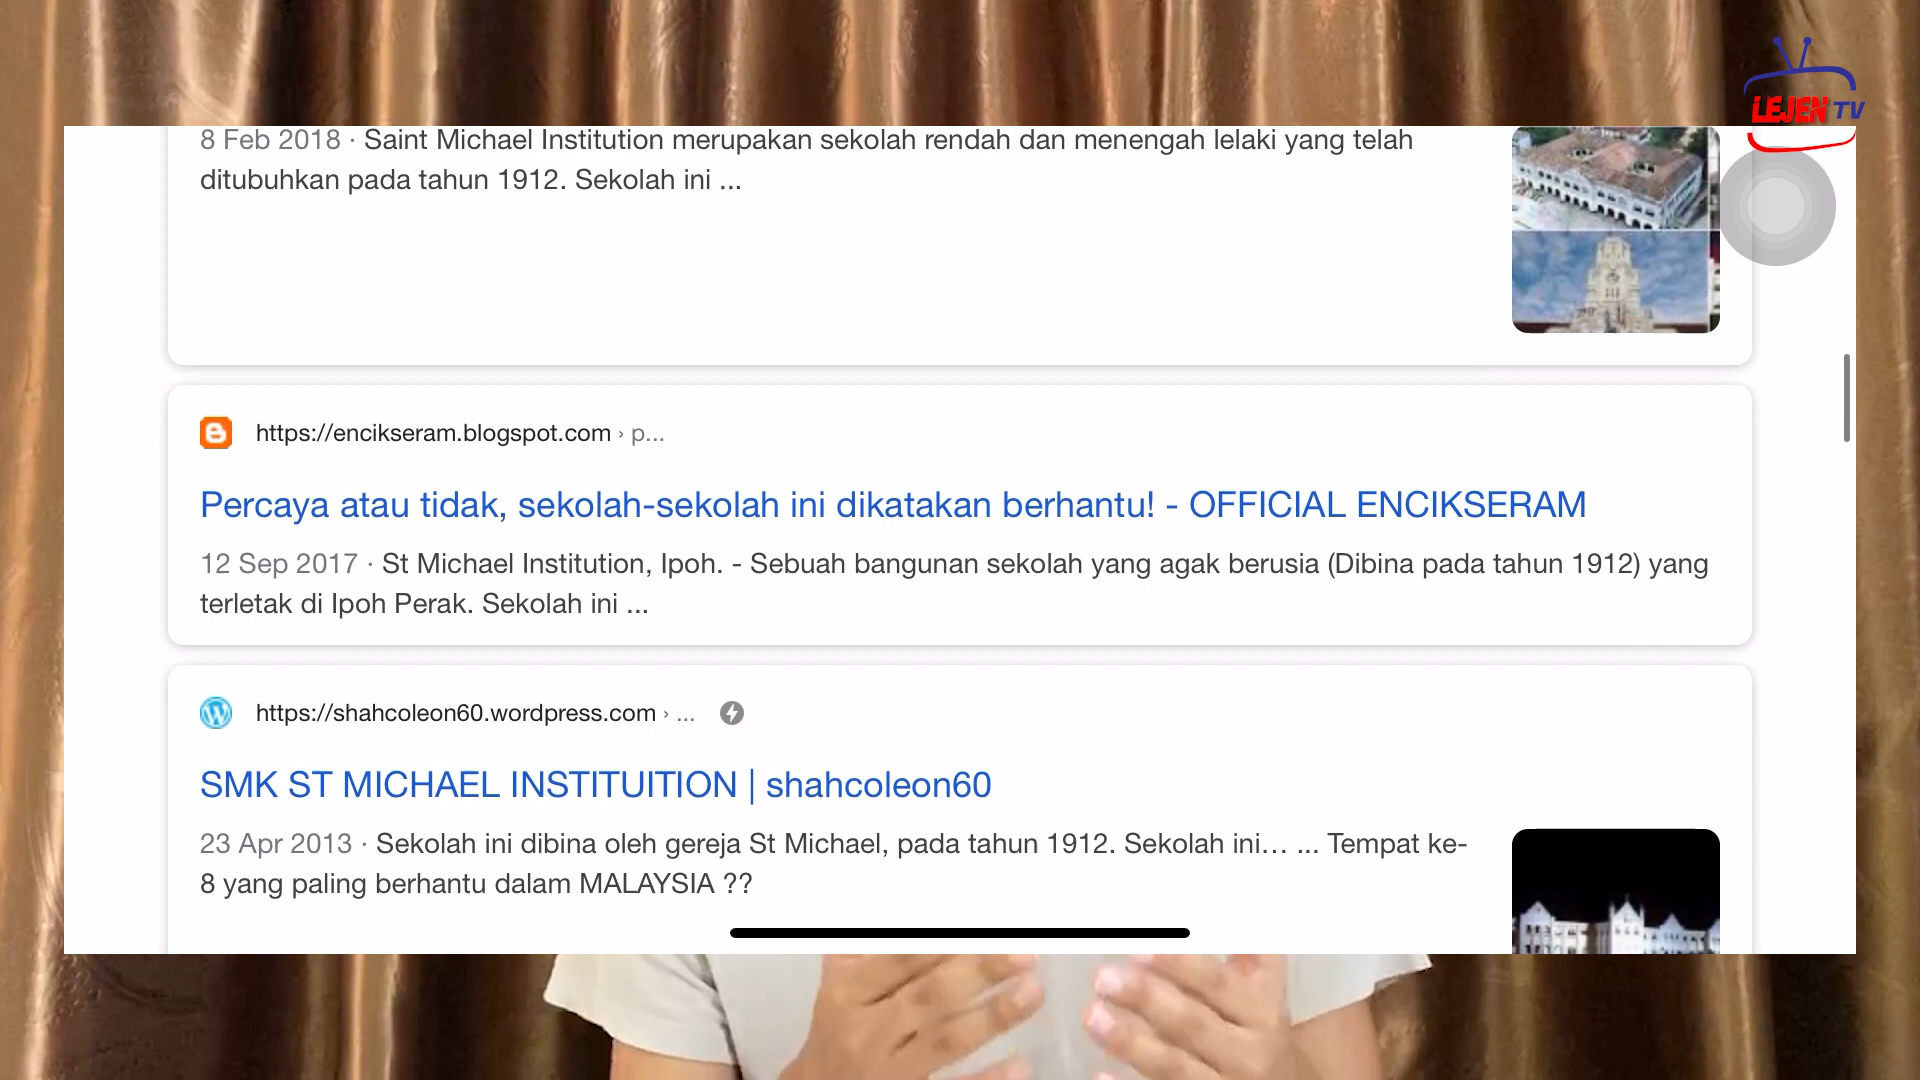 LEJEN TV
8 Feb 2018 · Saint Michael Institution merupakan sekolah rendah dan menengah lelaki yang telah
ditubuhkan pada tahun 1912. Sekolah ini ...
https://encikseram.blogspot.com › p...
Percaya atau tidak, sekolah-sekolah ini dikatakan berhantu! - OFFICIAL ENCIKSERAM
12 Sep 2017 · St Michael Institution, Ipoh. - Sebuah bangunan sekolah yang agak berusia (Dibina pada tahun 1912) yang
terletak di Ipoh Perak. Sekolah ini ...
https://shahcoleon60.wordpress.com › ...
SMK ST MICHAEL INSTITUITION | shahcoleon60
23 Apr 2013 · Sekolah ini dibina oleh gereja St Michael, pada tahun 1912. Sekolah ini… ... Tempat ke-
8 yang paling berhantu dalam MALAYSIA ??